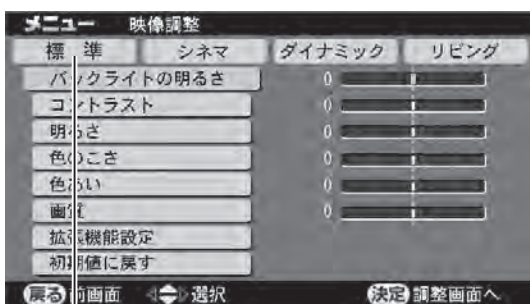 メニュー 映像調整
標準 シネマ ダイナミック リビング
バックライトの明るさ 0
コントラスト 0
明るさ 0
色のこさ 0
色あい 0
画質 0
拡張機能設定
初期値に戻す
戻る 前画面 選択 決定 調整画面へ